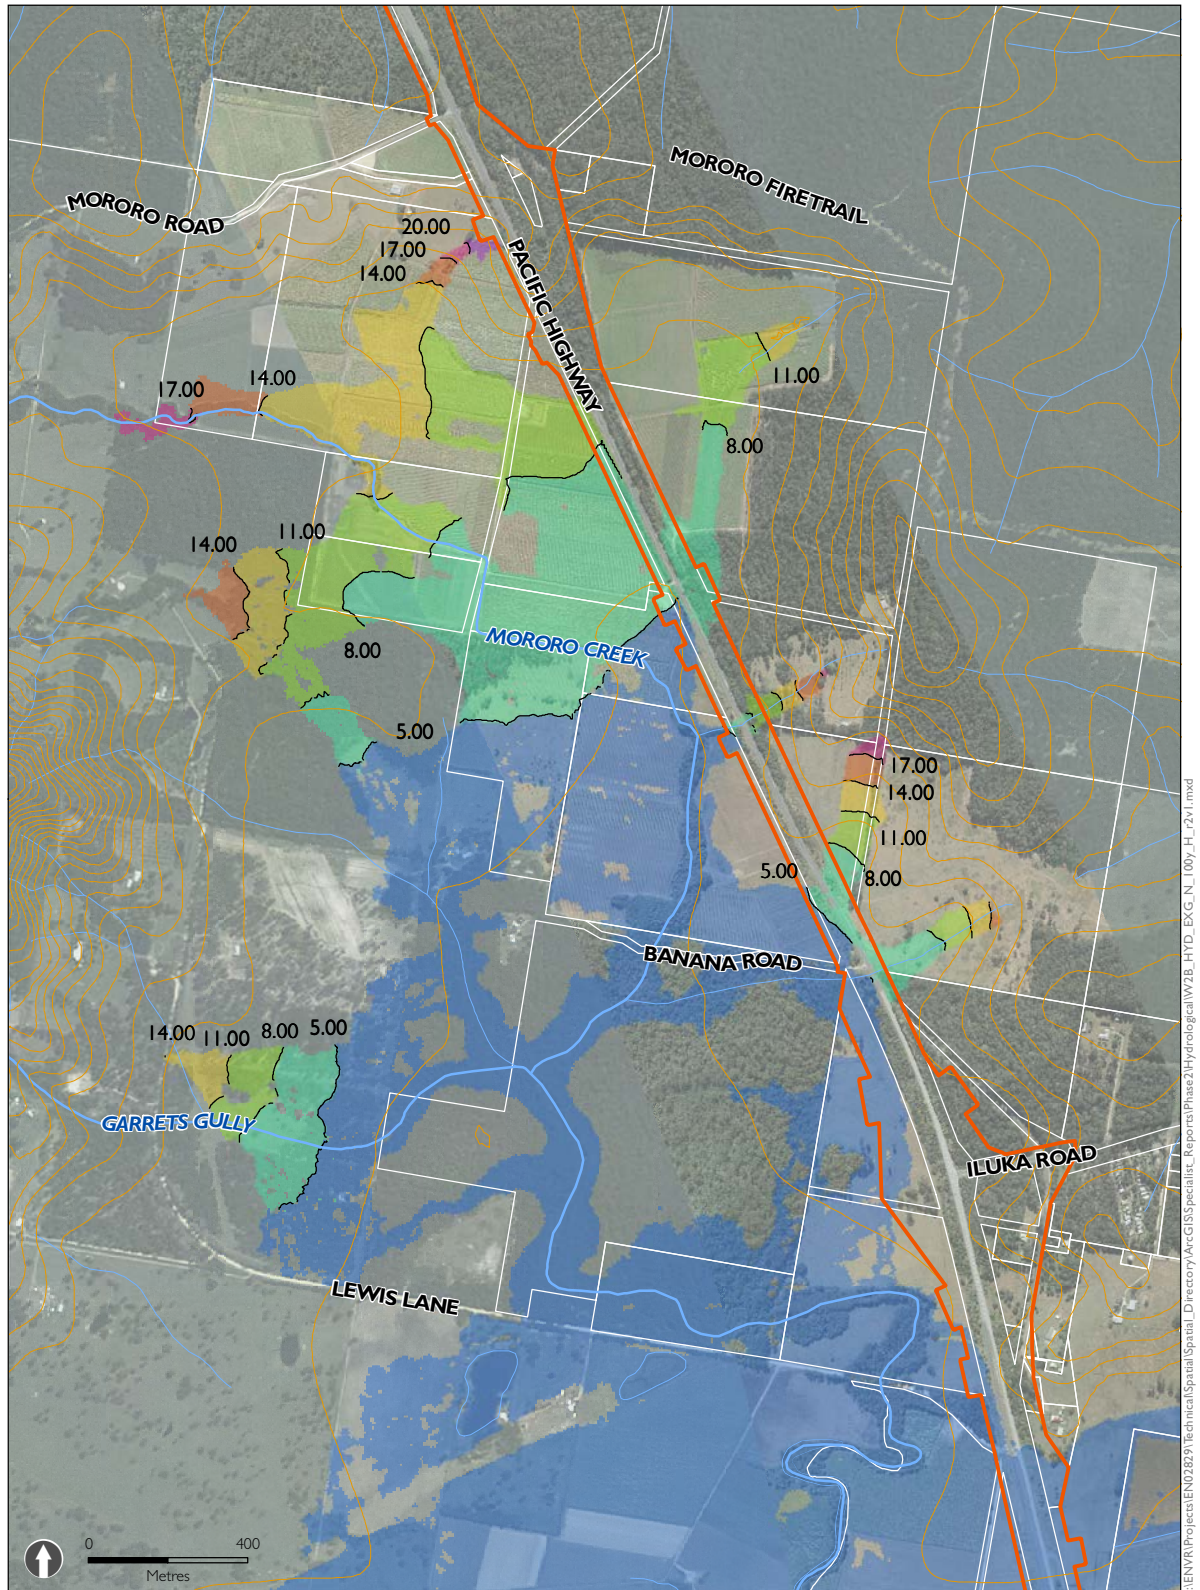 MORORO FIRETRAIL
MORORO ROAD
20.00
17.00
14.00
PACIFIC HIGHWAY
11.00
17.00
14.00
8.00
11.00
14.00
MORORO CREEK
8.00
5.00
17.00
14.00
11.00
5.00
8.00
BANANA ROAD
14.00
11.00
8.00
5.00
GARRETS GULLY
ILUKA ROAD
LEWIS LANE
0
400
Metres
\ENVR\Projects\EN02829\Technical\Spatial\Spatial_Directory\ArcGIS\Specialist_Reports\Phase2\Hydrological\W2B_HYD_EXG_N_100y_H_r2v1.mxd